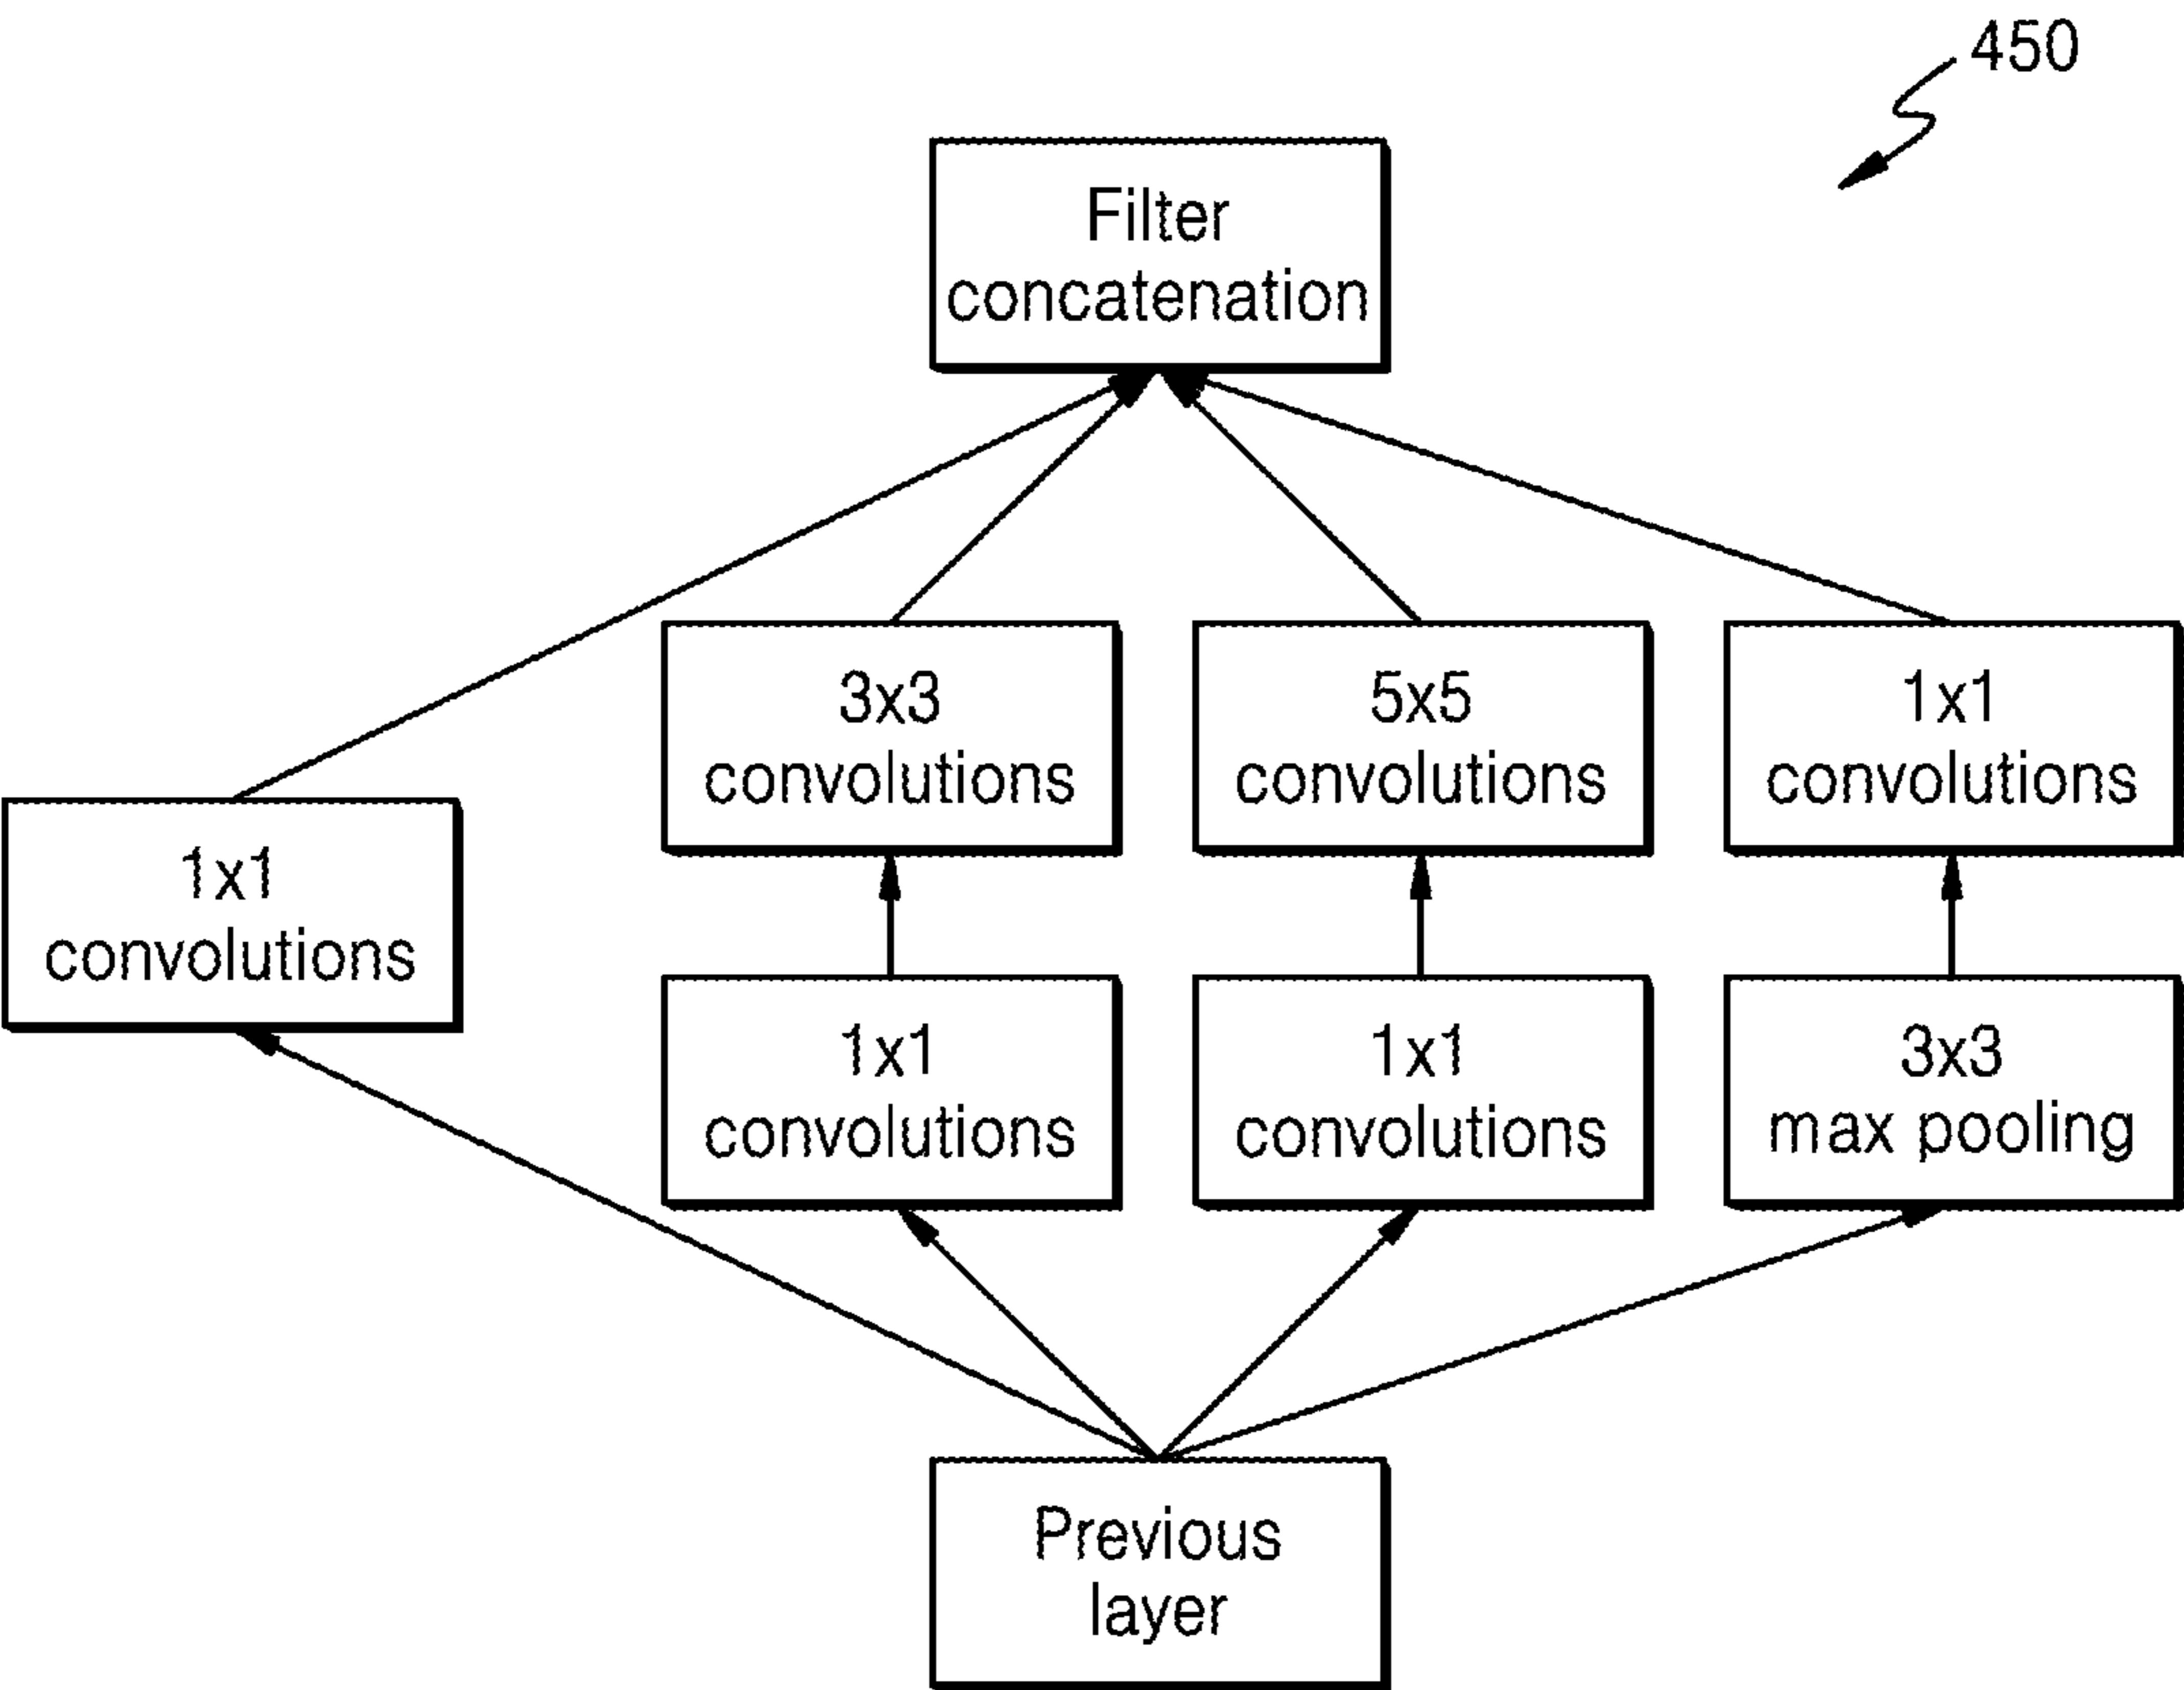 450
Filter
concatenation
3x3
convolutions
5x5
convolutions
1x1
convolutions
1x1
convolutions
1x1
convolutions
1x1
convolutions
3x3
max pooling
Previous
layer